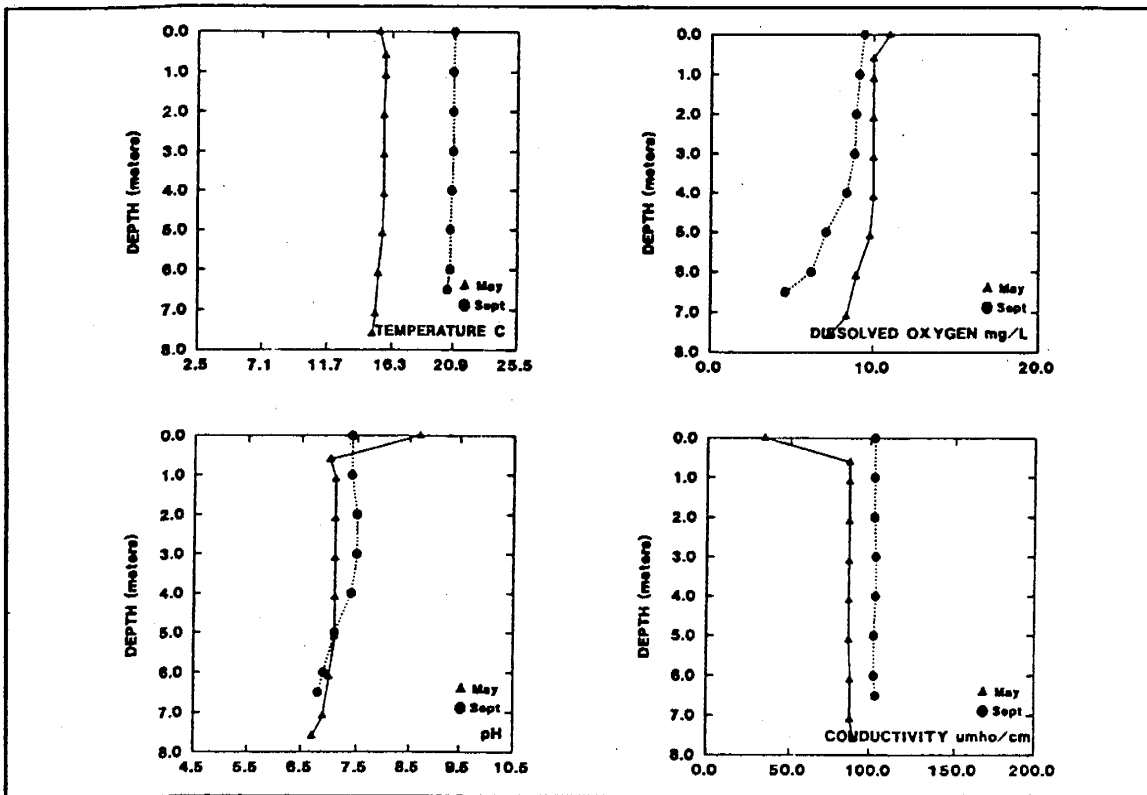 0.0
1.0
2.0
3.0
4.0
5.0
6.0
7.0
8.0
DEPTH (meters)
May
Sept
TEMPERATURE C
2.5 7.1 11.7 16.3 20.9 25.5
0.0
1.0
2.0
3.0
4.0
5.0
6.0
7.0
8.0
DEPTH (meters)
May
Sept
DISSOLVED OXYGEN mg/L
0.0 10.0 20.0
0.0
1.0
2.0
3.0
4.0
5.0
6.0
7.0
8.0
DEPTH (meters)
May
Sept
pH
4.5 5.5 6.5 7.5 8.5 9.5 10.5
0.0
1.0
2.0
3.0
4.0
5.0
6.0
7.0
8.0
DEPTH (meters)
May
Sept
CONDUCTIVITY umho/cm
0.0 50.0 100.0 150.0 200.0